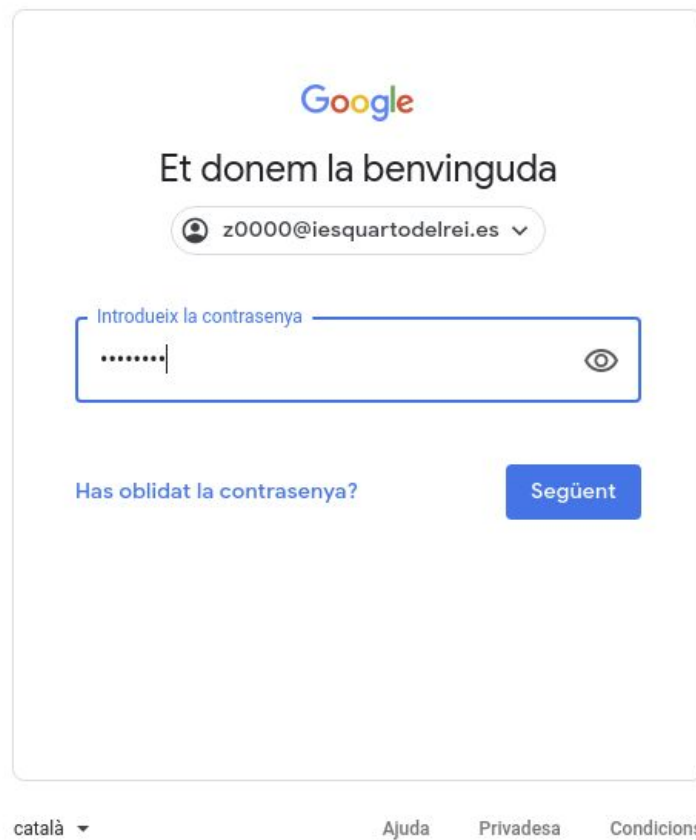 Google
Et donem la benvinguda
z0000@iesquartodelrei.es
Introdueix la contrasenya
••••••••
Has oblidat la contrasenya?
Següent
català
Ajuda Privadesa Condicions